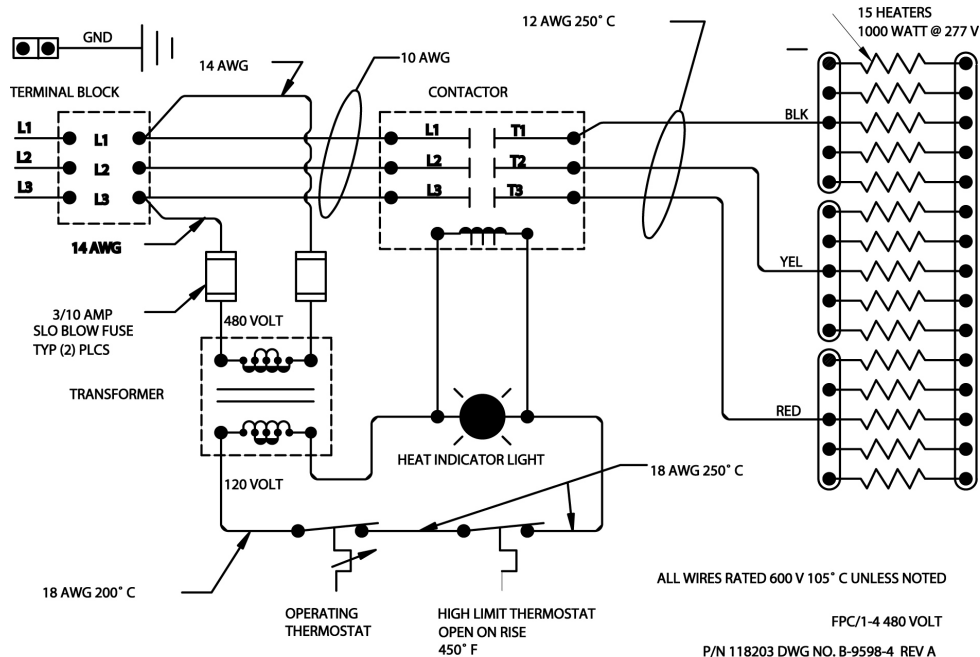 GND
TERMINAL BLOCK
14 AWG
10 AWG
CONTACTOR
12 AWG 250° C
15 HEATERS
1000 WATT @ 277 V
L1
L1
L2
L2
L3
L3
L1
T1
L2
T2
L3
T3
BLK
YEL
RED
14 AWG
3/10 AMP
SLO BLOW FUSE
TYP (2) PLCS
480 VOLT
TRANSFORMER
120 VOLT
HEAT INDICATOR LIGHT
18 AWG 250° C
18 AWG 200° C
OPERATING
THERMOSTAT
HIGH LIMIT THERMOSTAT
OPEN ON RISE
450° F
ALL WIRES RATED 600 V 105° C UNLESS NOTED
FPC/1-4 480 VOLT
P/N 118203 DWG NO. B-9598-4 REV A